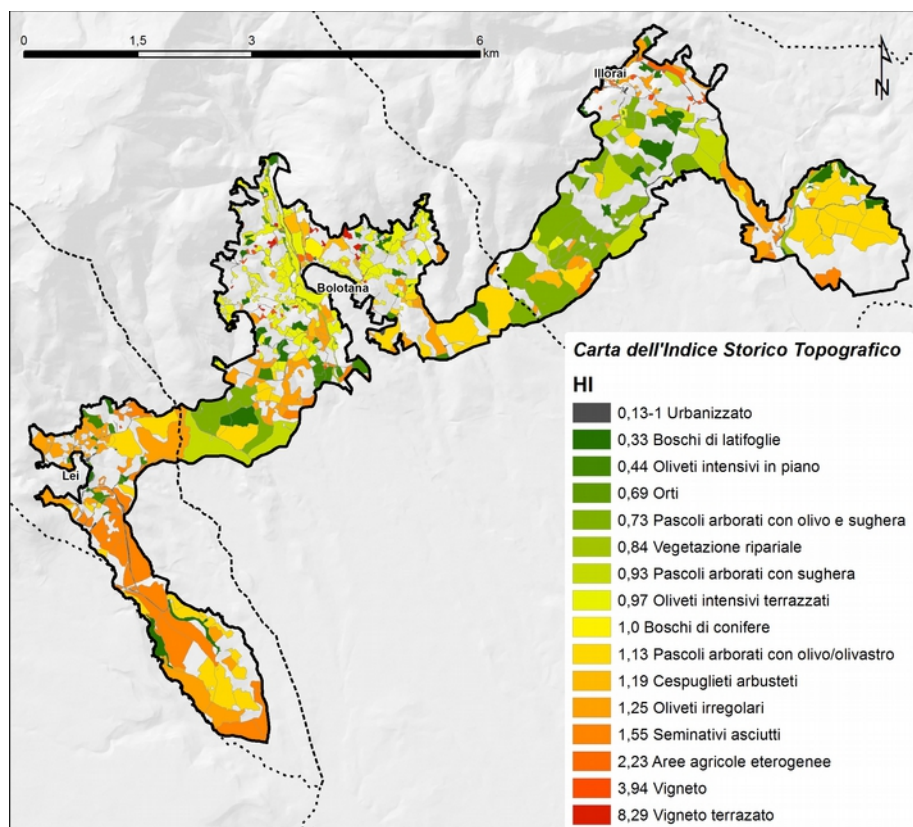 0 1,5 3 6
km
N
Illorai
Bolotana
Lei
Carta dell'Indice Storico Topografico
HI
0,13-1 Urbanizzato
0,33 Boschi di latifoglie
0,44 Oliveti intensivi in piano
0,69 Orti
0,73 Pascoli arborati con olivo e sughera
0,84 Vegetazione ripariale
0,93 Pascoli arborati con sughera
0,97 Oliveti intensivi terrazzati
1,0 Boschi di conifere
1,13 Pascoli arborati con olivo/olivastro
1,19 Cespuglieti arbusteti
1,25 Oliveti irregolari
1,55 Seminativi asciutti
2,23 Aree agricole eterogenee
3,94 Vigneto
8,29 Vigneto terrazato